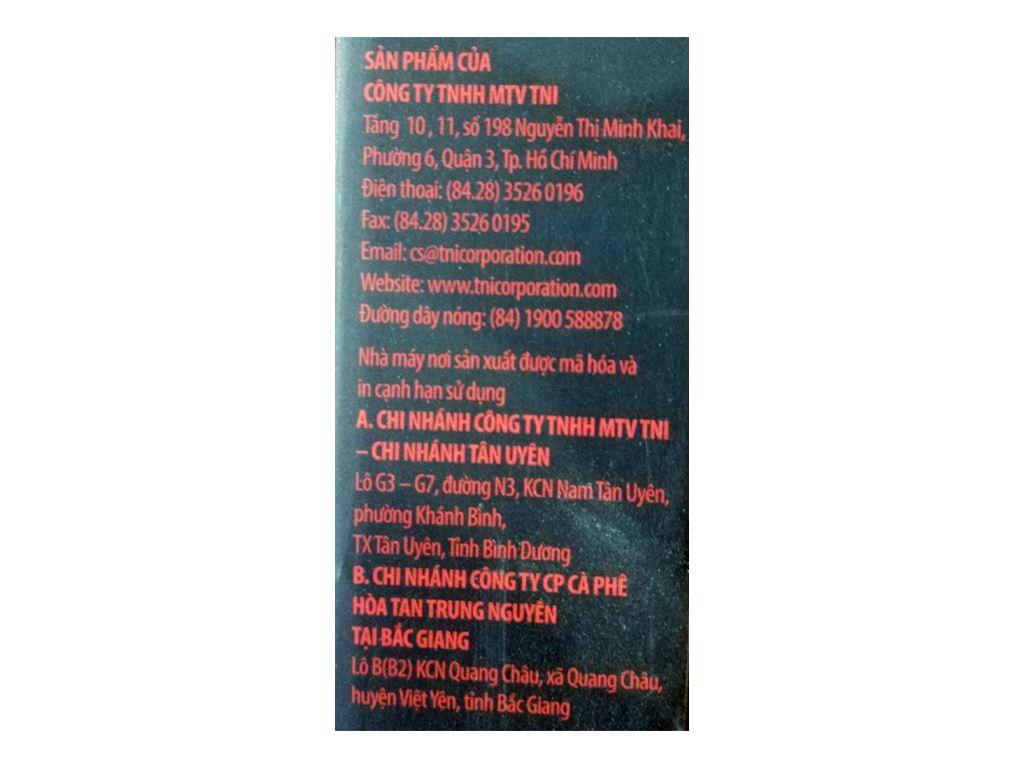 SẢN PHẨM CỦA
CÔNG TY TNHH MTV TNI
Tầng 10 , 11, số 198 Nguyễn Thị Minh Khai,
Phường 6, Quận 3, Tp. Hồ Chí Minh
Điện thoại: (84.28) 3526 0196
Fax: (84.28) 3526 0195
Email: cs@tnicorporation.com
Website: www.tnicorporation.com
Đường dây nóng: (84) 1900 588878
Nhà máy nơi sản xuất được mã hóa và
in cạnh hạn sử dụng
A. CHI NHÁNH CÔNG TY TNHH MTV TNI
– CHI NHÁNH TÂN UYÊN
Lô G3 – G7, đường N3, KCN Nam Tân Uyên,
phường Khánh Bình,
TX Tân Uyên, Tỉnh Bình Dương
B. CHI NHÁNH CÔNG TY CP CÀ PHÊ
HÒA TAN TRUNG NGUYÊN
TẠI BẮC GIANG
Lô B(B2) KCN Quang Châu, xã Quang Châu,
huyện Việt Yên, tỉnh Bắc Giang